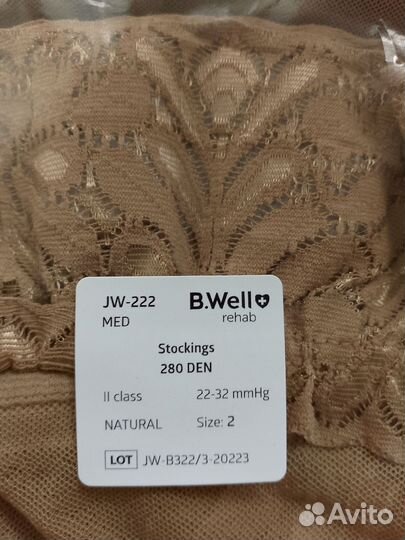 JW-222 B.Well
MED rehab
Stockings
280 DEN
II class 22-32 mmHg
NATURAL Size: 2
LOT JW-B322/3-20223
Avito